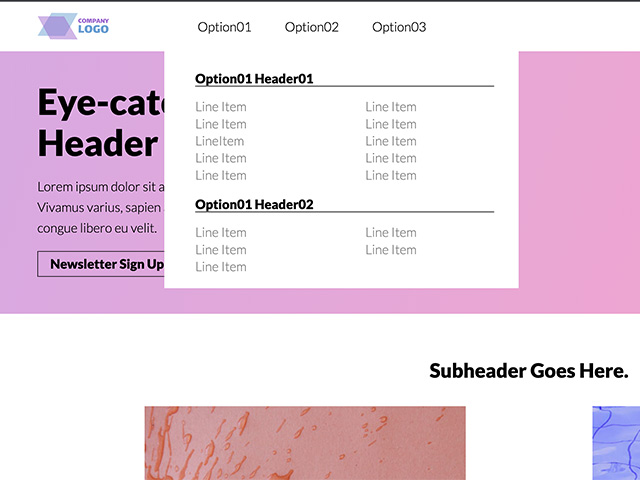 COMPANY
LOGO
Option01 Option02 Option03
Eye-cat
Header
Lorem ipsum dolor sit a
Vivamus varius, sapien
congue libero eu velit.
Newsletter Sign Up
Option01 Header01
Line Item Line Item
Line Item Line Item
LineItem Line Item
Line Item Line Item
Line Item Line Item
Option01 Header02
Line Item Line Item
Line Item Line Item
Line Item
Subheader Goes Here.